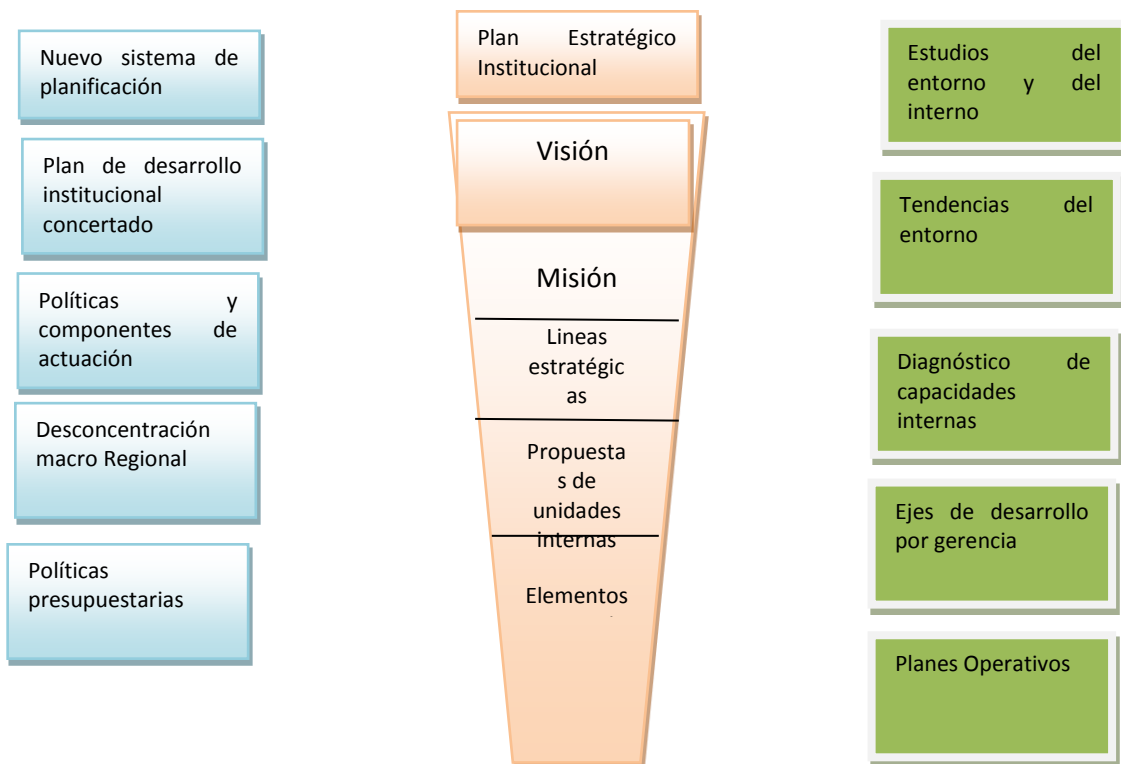 Nuevo sistema de
planificación
Plan de desarrollo
institucional
concertado
Políticas y
componentes de
actuación
Desconcentración
macro Regional
Políticas
presupuestarias
Plan Estratégico
Institucional
Visión
Misión
Lineas
estratégic
as
Propuesta
s de
unidades
internas
Elementos
Estudios del
entorno y del
interno
Tendencias del
entorno
Diagnóstico de
capacidades
internas
Ejes de desarrollo
por gerencia
Planes Operativos